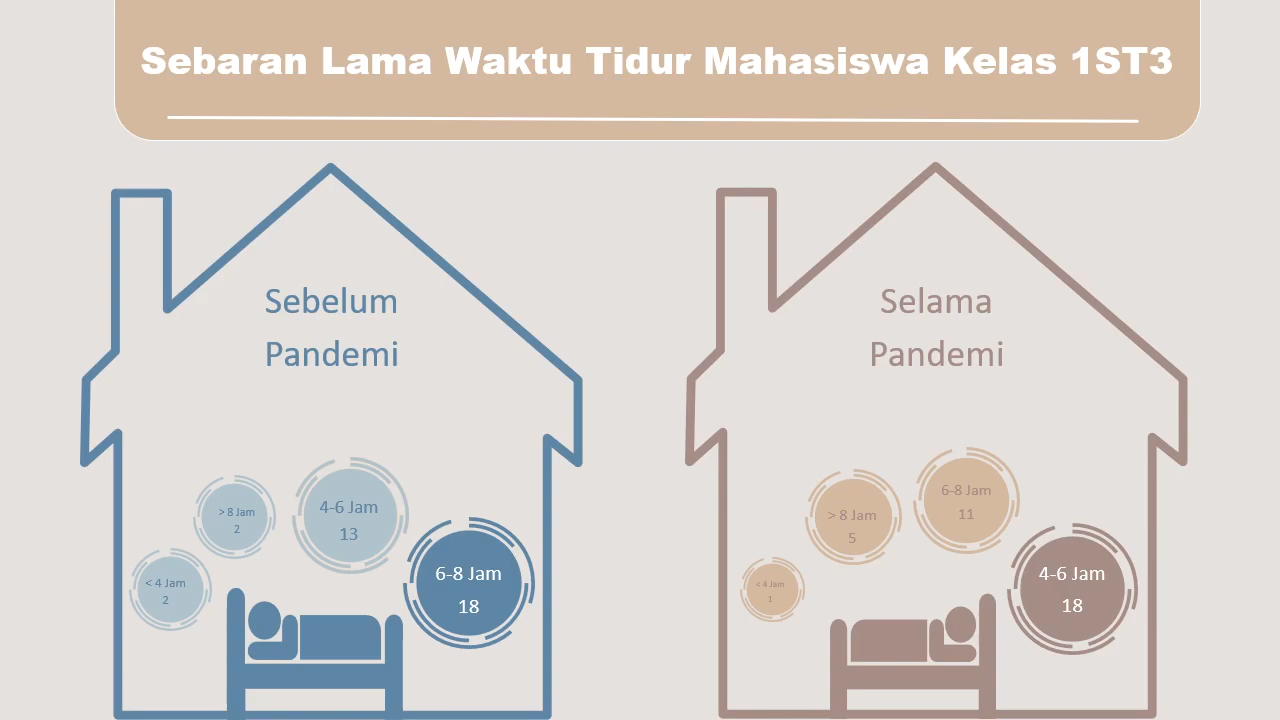 Sebaran Lama Waktu Tidur Mahasiswa Kelas 1ST3
Sebelum
Pandemi
< 4 Jam
2
> 8 Jam
2
4-6 Jam
13
6-8 Jam
18
Selama
Pandemi
< 4 Jam
1
> 8 Jam
5
6-8 Jam
11
4-6 Jam
18